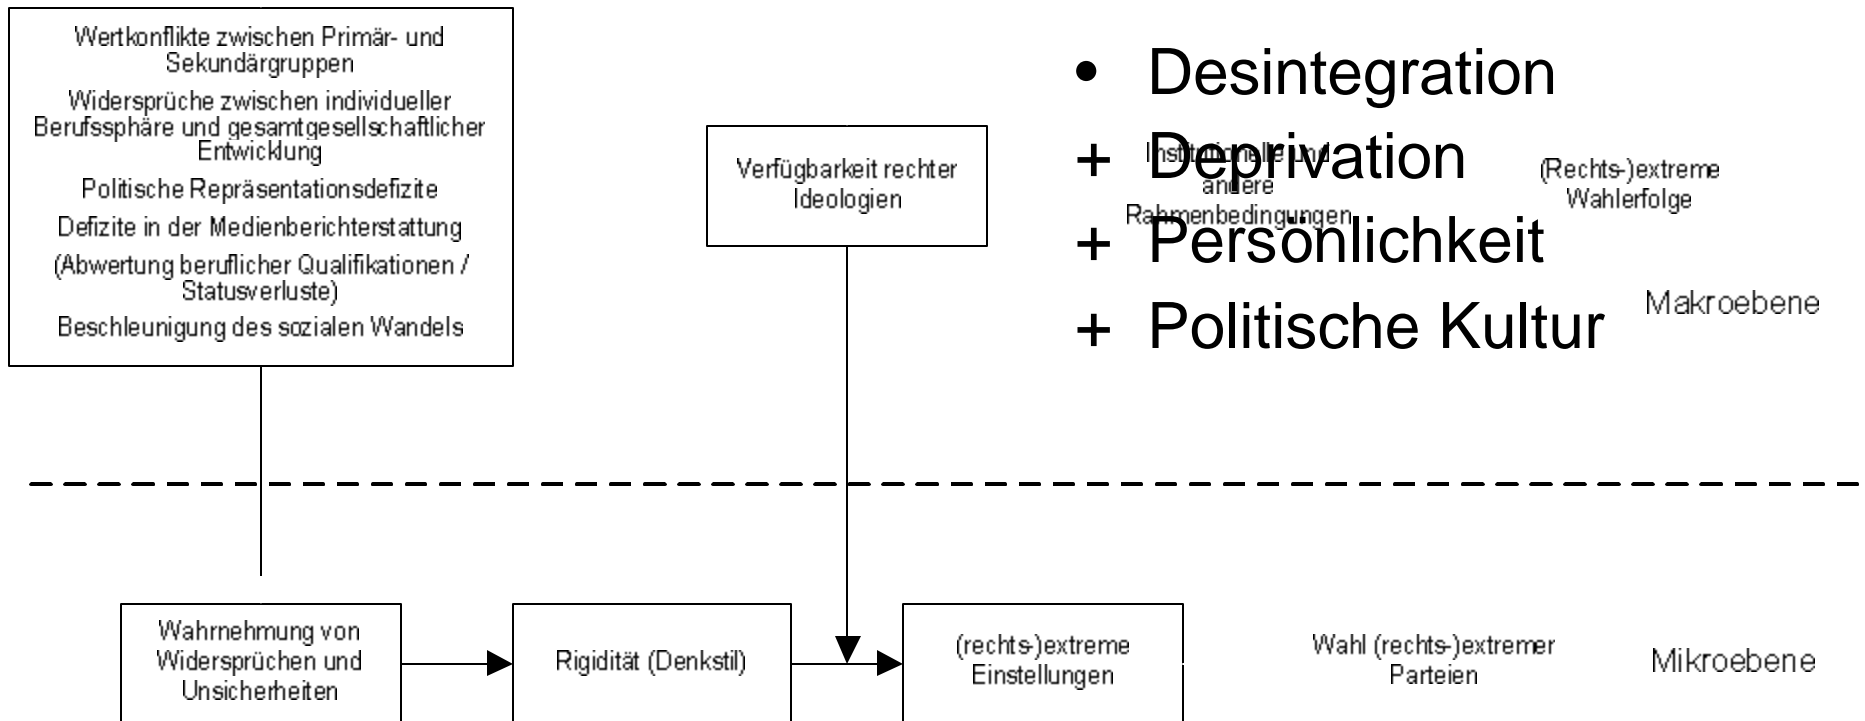 Wertkonflikte zwischen Primär- und
Sekundärgruppen
Widersprüche zwischen individueller
Berufssphäre und gesamtgesellschaftlicher
Entwicklung
Politische Repräsentationsdefizite
Defizite in der Medienberichterstattung
(Abwertung beruflicher Qualifikationen /
Statusverluste)
Beschleunigung des sozialen Wandels
Verfügbarkeit rechter
Ideologien
• Desintegration
+ Deprivation
+ Persönlichkeit
+ Politische Kultur
Institutionelle und
andere
Rahmenbedingungen
(Rechts-)extreme
Wahlerfolge
Makroebene
Wahrnehmung von
Widersprüchen und
Unsicherheiten
Rigidität (Denkstil)
(rechts-)extreme
Einstellungen
Wahl (rechts-)extremer
Parteien
Mikroebene